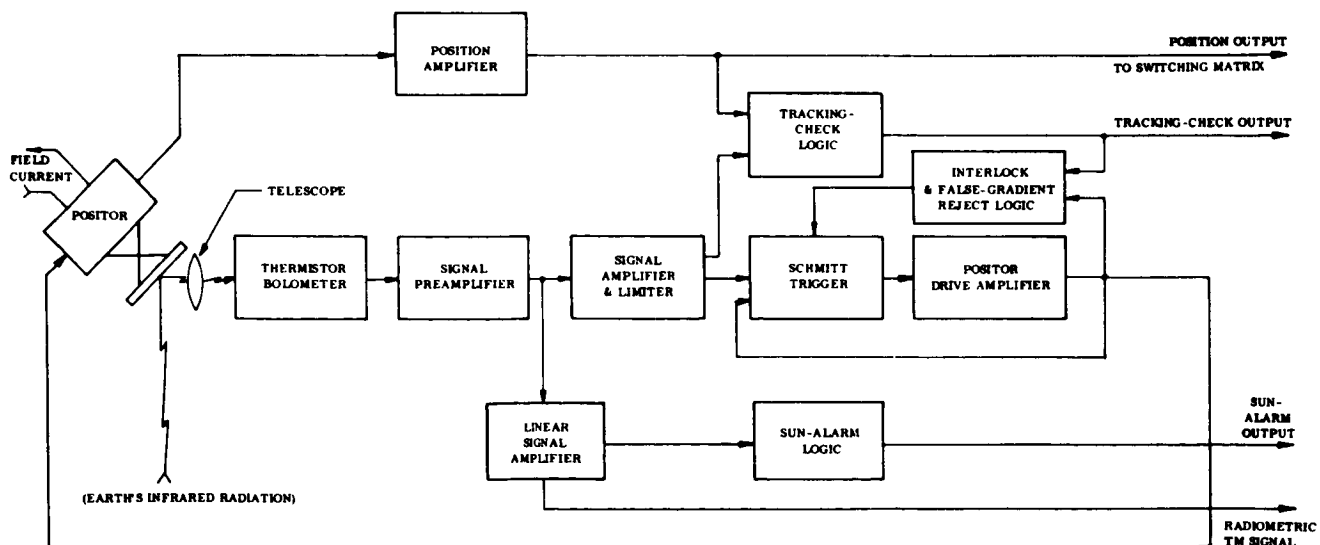 POSITION
AMPLIFIER
POSITION OUTPUT
TO SWITCHING MATRIX
TRACKING-
CHECK
LOGIC
TRACKING-CHECK OUTPUT
FIELD
CURRENT
POSITOR
TELESCOPE
INTERLOCK
& FALSE-GRADIENT
REJECT LOGIC
THERMISTOR
BOLOMETER
SIGNAL
PREAMPLIFIER
SIGNAL
AMPLIFIER
& LIMITER
SCHMITT
TRIGGER
POSITOR
DRIVE AMPLIFIER
LINEAR
SIGNAL
AMPLIFIER
SUN-ALARM
LOGIC
SUN-
ALARM
OUTPUT
(EARTH'S INFRARED RADIATION)
RADIOMETRIC
TM SIGNAL